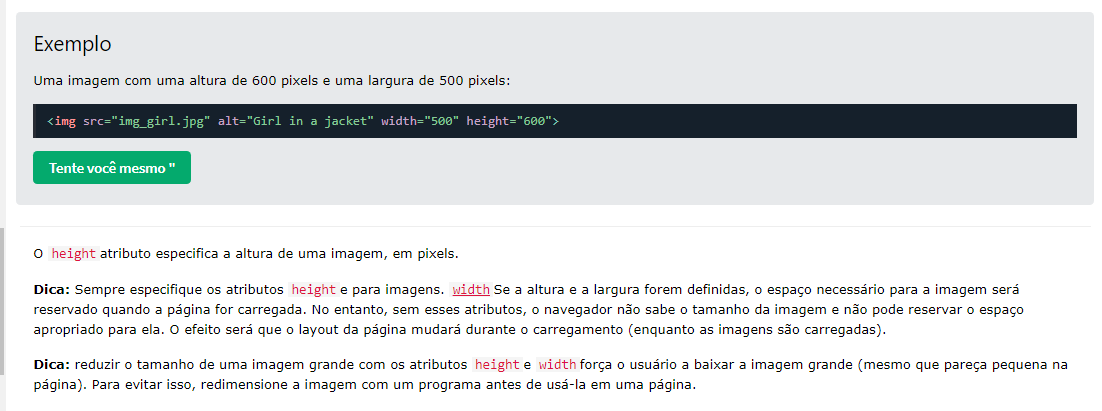 Exemplo
Uma imagem com uma altura de 600 pixels e uma largura de 500 pixels:
<img src="img_girl.jpg" alt="Girl in a jacket" width="500" height="600">
Tente você mesmo "
O height atributo especifica a altura de uma imagem, em pixels.
Dica: Sempre especifique os atributos height e para imagens. width Se a altura e a largura forem definidas, o espaço necessário para a imagem será
reservado quando a página for carregada. No entanto, sem esses atributos, o navegador não sabe o tamanho da imagem e não pode reservar o espaço
apropriado para ela. O efeito será que o layout da página mudará durante o carregamento (enquanto as imagens são carregadas).
Dica: reduzir o tamanho de uma imagem grande com os atributos height e width força o usuário a baixar a imagem grande (mesmo que pareça pequena na
página). Para evitar isso, redimensione a imagem com um programa antes de usá-la em uma página.